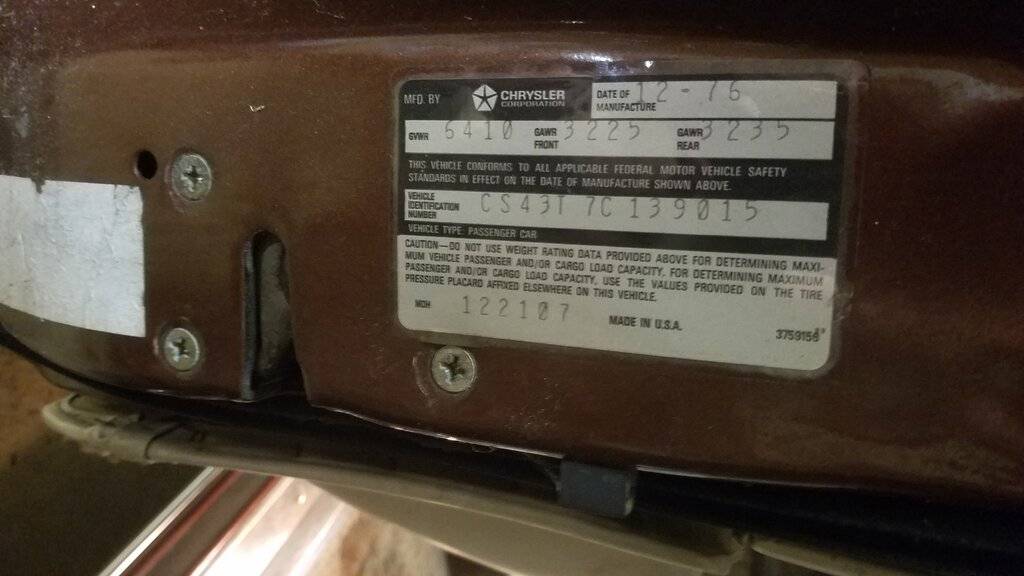 MFD. BY CHRYSLER CORPORATION DATE OF MANUFACTURE 12-76
GVWR 6410 GAWR FRONT 3225 GAWR REAR 3235
THIS VEHICLE CONFORMS TO ALL APPLICABLE FEDERAL MOTOR VEHICLE SAFETY
STANDARDS IN EFFECT ON THE DATE OF MANUFACTURE SHOWN ABOVE.
VEHICLE IDENTIFICATION NUMBER CS43T7C139015
VEHICLE TYPE: PASSENGER CAR
CAUTION—DO NOT USE WEIGHT RATING DATA PROVIDED ABOVE FOR DETERMINING MAXI-
MUM VEHICLE PASSENGER AND/OR CARGO LOAD CAPACITY. FOR DETERMINING MAXIMUM
PASSENGER AND/OR CARGO LOAD CAPACITY, USE THE VALUES PROVIDED ON THE TIRE
PRESSURE PLACARD AFFIXED ELSEWHERE ON THIS VEHICLE.
MDH 122107 MADE IN U.S.A. 3759156